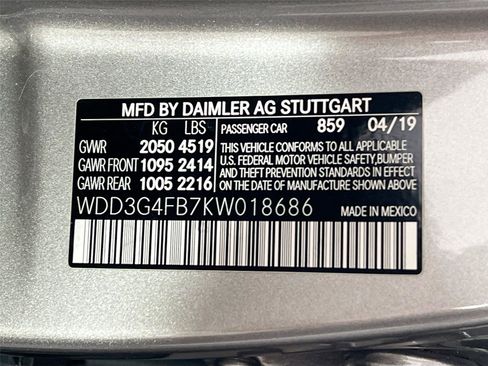 MFD BY DAIMLER AG STUTTGART
KG LBS PASSENGER CAR 859 04/19
GVWR 2050 4519 THIS VEHICLE CONFORMS TO ALL APPLICABLE
GAWR FRONT 1095 2414 U.S. FEDERAL MOTOR VEHICLE SAFETY, BUMPER
GAWR REAR 1005 2216 AND THEFT PREVENTION STANDARDS IN EFFECT
ON THE DATE OF MANUFACTURE SHOWN ABOVE.
WDD3G4FB7KW018686 MADE IN MEXICO